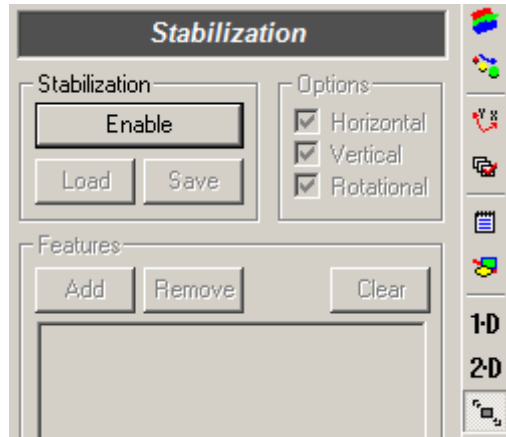 Stabilization
Stabilization
Enable
Load Save
Options
Horizontal
Vertical
Rotational
Features
Add Remove Clear
Y X
1-D
2-D